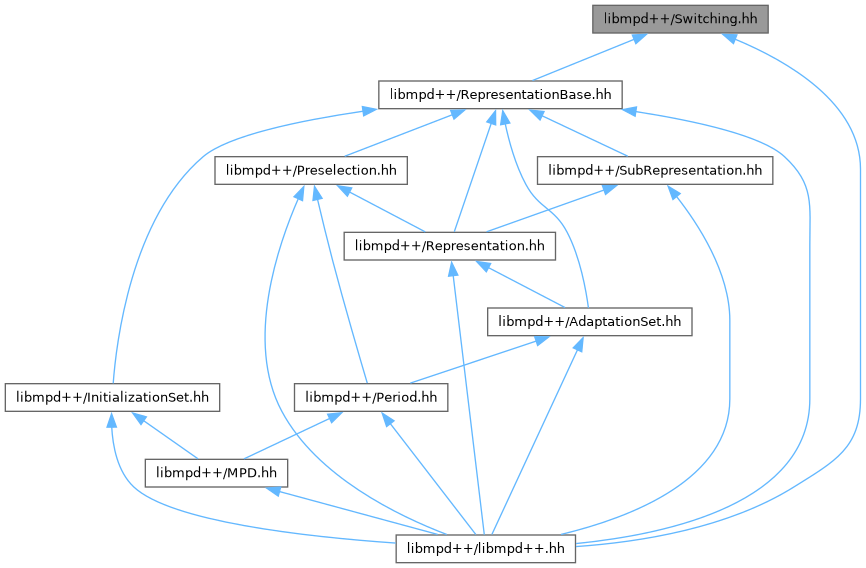 libmpd++/Switching.hh
libmpd++/RepresentationBase.hh
libmpd++/Preselection.hh
libmpd++/SubRepresentation.hh
libmpd++/Representation.hh
libmpd++/AdaptationSet.hh
libmpd++/InitializationSet.hh
libmpd++/Period.hh
libmpd++/MPD.hh
libmpd++/libmpd++.hh